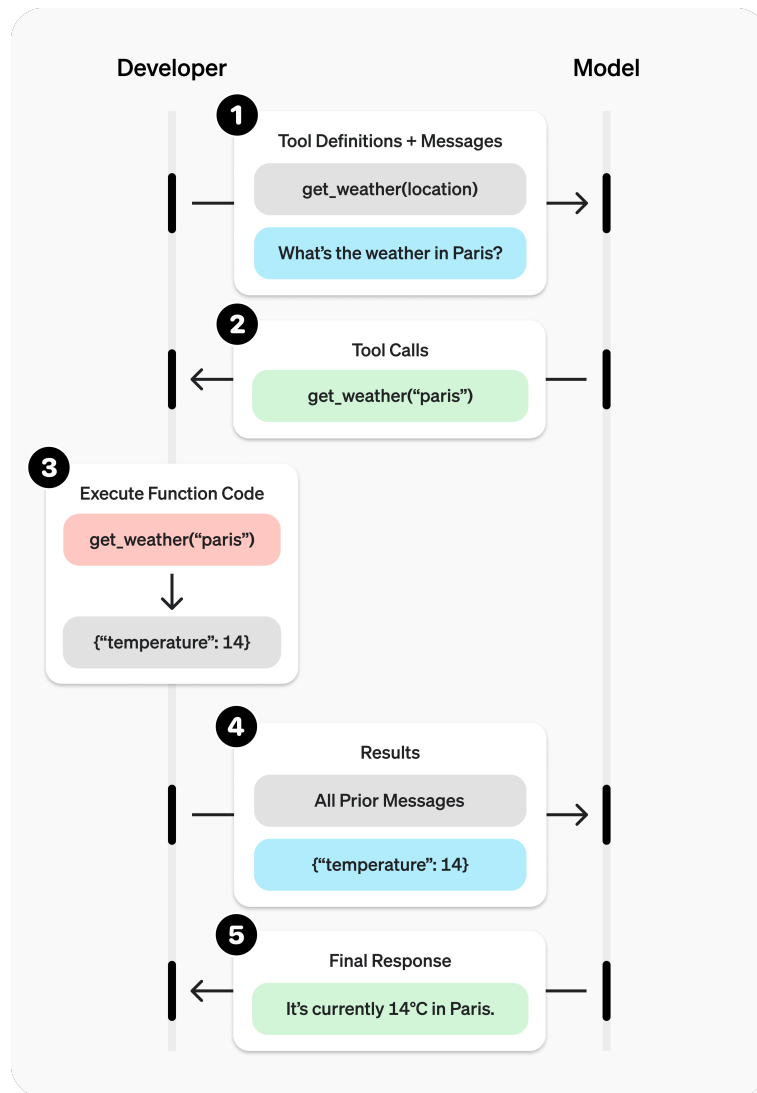 Developer
Model
1
Tool Definitions + Messages
get_weather(location)
What’s the weather in Paris?
2
Tool Calls
get_weather(“paris”)
3
Execute Function Code
get_weather(“paris”)
{“temperature”: 14}
4
Results
All Prior Messages
{“temperature”: 14}
5
Final Response
It’s currently 14°C in Paris.